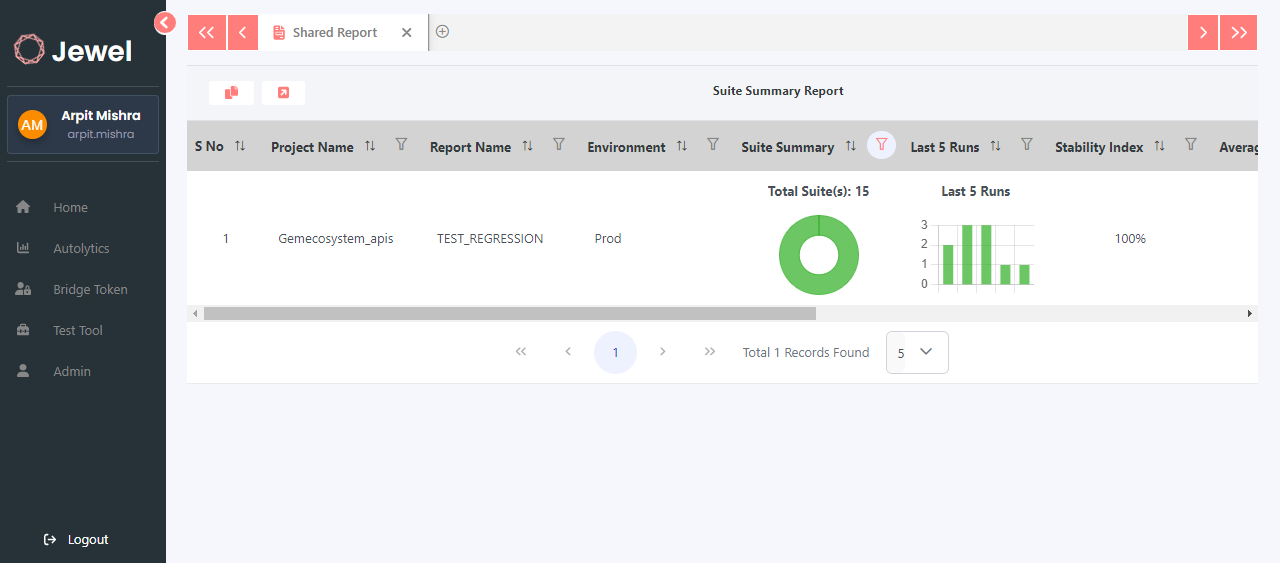 Jewel
AM
Arpit Mishra
arpit.mishra
Home
Autolytics
Bridge Token
Test Tool
Admin
Logout
Shared Report
Suite Summary Report
S No Project Name Report Name Environment Suite Summary Last 5 Runs Stability Index Averag
Total Suite(s): 15 Last 5 Runs
1 Gemecosystem_apis TEST_REGRESSION Prod 100%
3
2
1
0
1 Total 1 Records Found 5